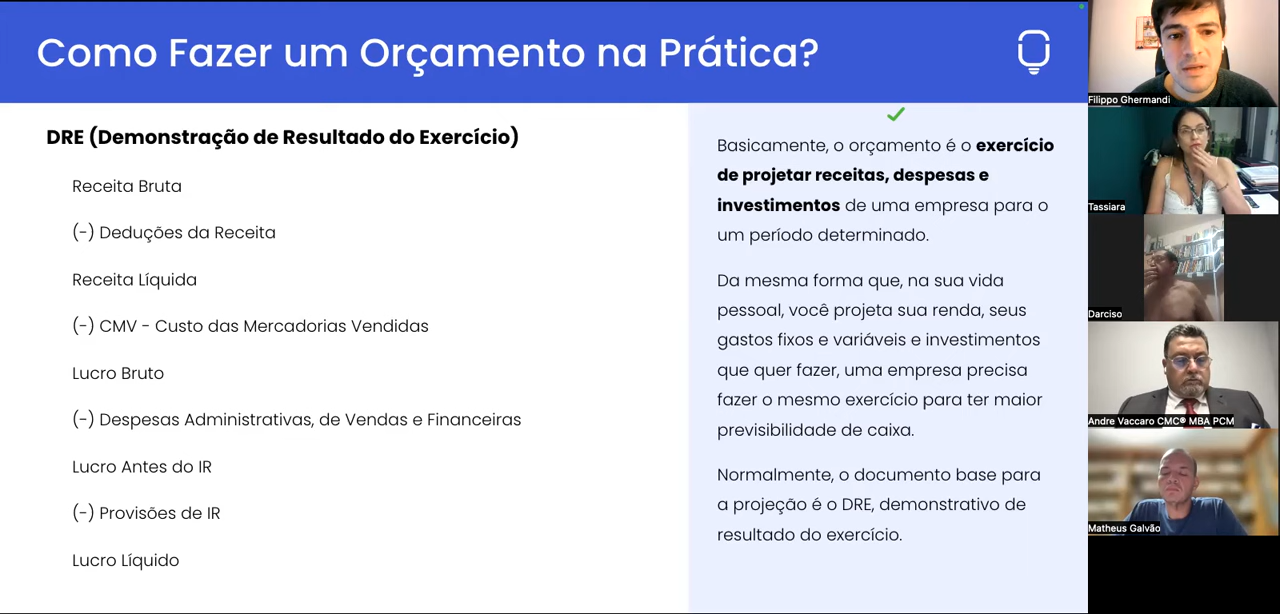 Como Fazer um Orçamento na Prática?
DRE (Demonstração de Resultado do Exercício)
Receita Bruta
(-) Deduções da Receita
Receita Líquida
(-) CMV - Custo das Mercadorias Vendidas
Lucro Bruto
(-) Despesas Administrativas, de Vendas e Financeiras
Lucro Antes do IR
(-) Provisões de IR
Lucro Líquido
Basicamente, o orçamento é o exercício
de projetar receitas, despesas e
investimentos de uma empresa para o
um período determinado.
Da mesma forma que, na sua vida
pessoal, você projeta sua renda, seus
gastos fixos e variáveis e investimentos
que quer fazer, uma empresa precisa
fazer o mesmo exercício para ter maior
previsibilidade de caixa.
Normalmente, o documento base para
a projeção é o DRE, demonstrativo de
resultado do exercício.
Filippo Ghermandi
Tassiara
Darciso
Andre Vaccaro CMC® MBA PCM
Matheus Galvão